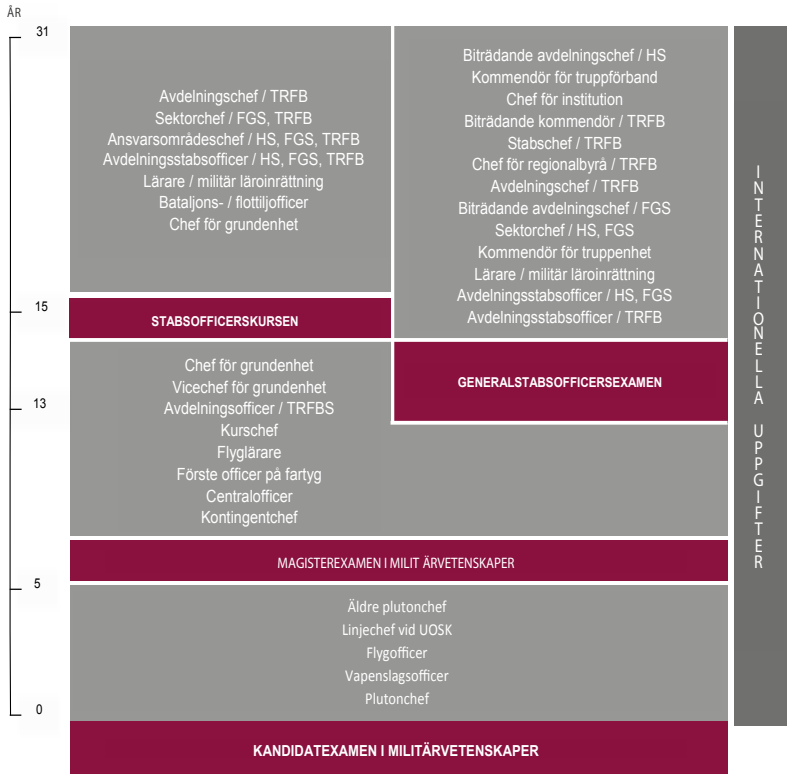 ÅR
31
15
13
5
0
Avdelningschef / TRFB
Sektorchef / FGS, TRFB
Ansvarsområdeschef / HS, FGS, TRFB
Avdelningsstabsofficer / HS, FGS, TRFB
Lärare / militär läroinrättning
Bataljons- / flottiljofficer
Chef för grundenhet
Biträdande avdelningschef / HS
Kommendör för truppförband
Chef för institution
Biträdande kommendör / TRFB
Stabschef / TRFB
Chef för regionalbyrå / TRFB
Avdelningschef / TRFB
Biträdande avdelningschef / FGS
Sektorchef / HS, FGS
Kommendör för truppenhet
Lärare / militär läroinrättning
Avdelningsstabsofficer / HS, FGS
Avdelningsstabsofficer / TRFB
STABSOFFICERSKURSEN
GENERALSTABSOFFICERSEXAMEN
Chef för grundenhet
Vicechef för grundenhet
Avdelningsofficer / TRFBS
Kurschef
Flyglärare
Förste officer på fartyg
Centralofficer
Kontingentchef
MAGISTEREXAMEN I MILIT ÄRVETENSKAPER
Äldre plutonchef
Linjechef vid UOSK
Flygofficer
Vapenslagsofficer
Plutonchef
KANDIDATEXAMEN I MILITÄRVETENSKAPER
INTERNATIONELLA UPPGIFTER